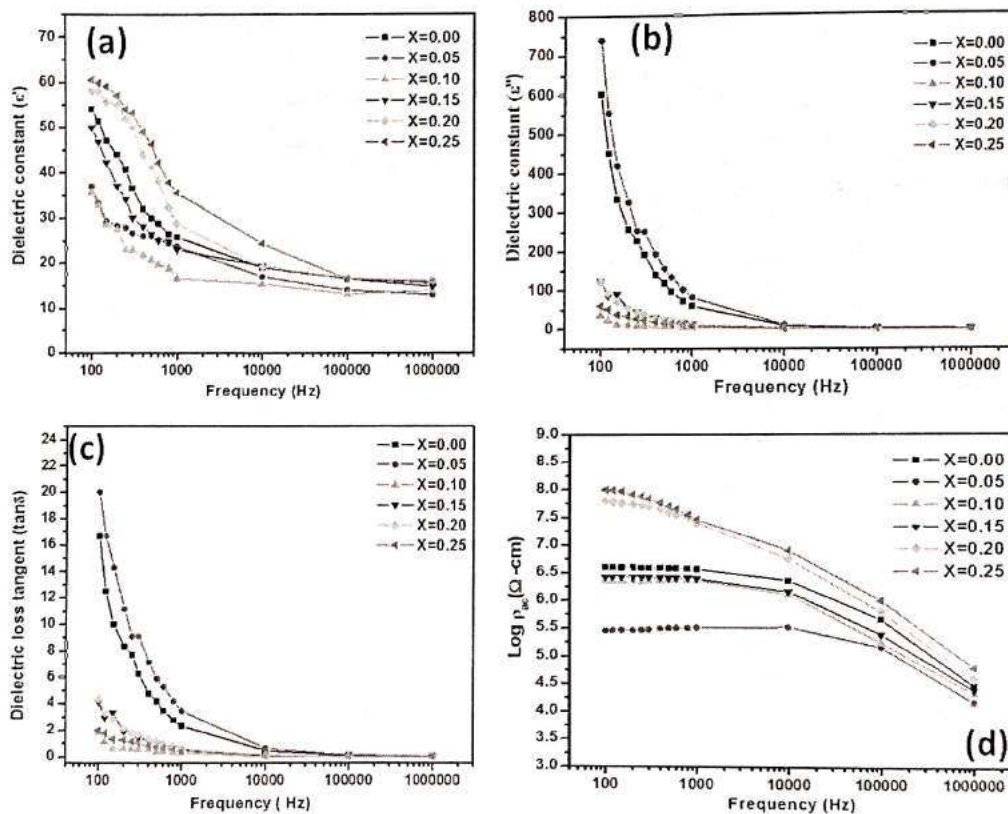 (a)
X=0.00
X=0.05
X=0.10
X=0.15
X=0.20
X=0.25
70
60
50
40
30
20
10
0
Dielectric constant (ε')
100 1000 10000 100000 1000000
Frequency (Hz)
(b)
X=0.00
X=0.05
X=0.10
X=0.15
X=0.20
X=0.25
800
700
600
500
400
300
200
100
0
Dielectric constant (ε'')
100 1000 10000 100000 1000000
Frequency (Hz)
(c)
X=0.00
X=0.05
X=0.10
X=0.15
X=0.20
X=0.25
24
22
20
18
16
14
12
10
8
6
4
2
0
Dielectric loss tangent (tanδ)
100 1000 10000 100000 1000000
Frequency ( Hz)
X=0.00
X=0.05
X=0.10
X=0.15
X=0.20
X=0.25
9.0
8.5
8.0
7.5
7.0
6.5
6.0
5.5
5.0
4.5
4.0
3.5
3.0
Log ρac(Ω -cm)
(d)
100 1000 10000 100000 1000000
Frequency (Hz)